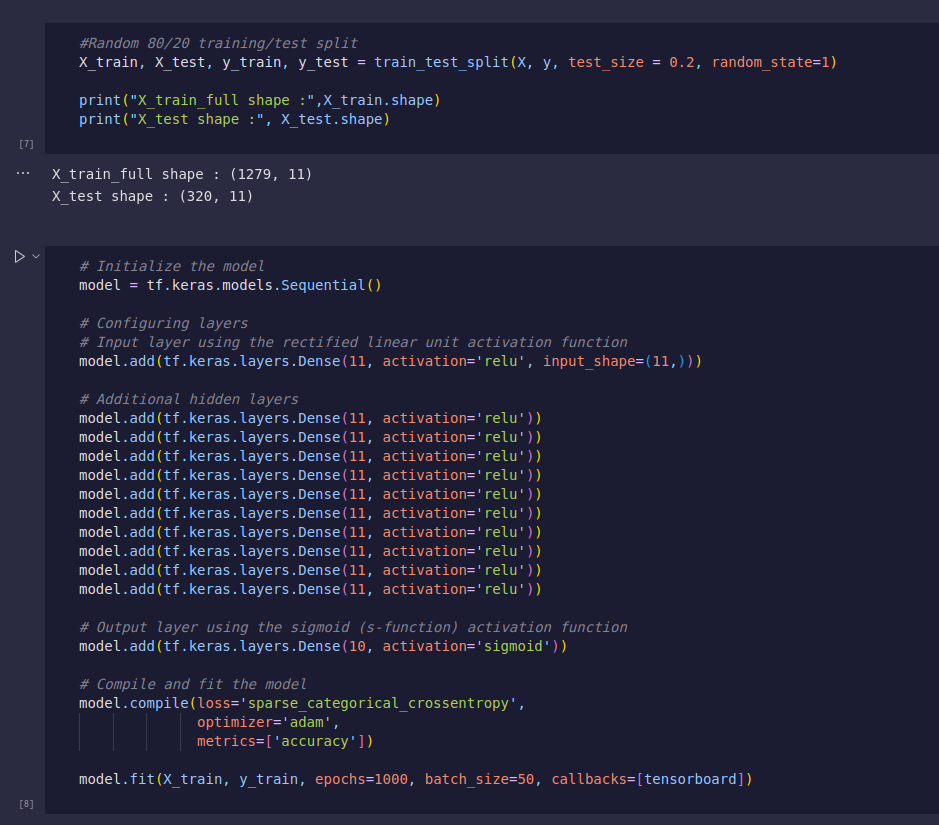 #Random 80/20 training/test split
X_train, X_test, y_train, y_test = train_test_split(X, y, test_size = 0.2, random_state=1)
print("X_train_full shape :",X_train.shape)
print("X_test shape :", X_test.shape)
[7]
... X_train_full shape : (1279, 11)
X_test shape : (320, 11)
# Initialize the model
model = tf.keras.models.Sequential()
# Configuring layers
# Input layer using the rectified linear unit activation function
model.add(tf.keras.layers.Dense(11, activation='relu', input_shape=(11,)))
# Additional hidden layers
model.add(tf.keras.layers.Dense(11, activation='relu'))
model.add(tf.keras.layers.Dense(11, activation='relu'))
model.add(tf.keras.layers.Dense(11, activation='relu'))
model.add(tf.keras.layers.Dense(11, activation='relu'))
model.add(tf.keras.layers.Dense(11, activation='relu'))
model.add(tf.keras.layers.Dense(11, activation='relu'))
model.add(tf.keras.layers.Dense(11, activation='relu'))
model.add(tf.keras.layers.Dense(11, activation='relu'))
model.add(tf.keras.layers.Dense(11, activation='relu'))
model.add(tf.keras.layers.Dense(11, activation='relu'))
# Output layer using the sigmoid (s-function) activation function
model.add(tf.keras.layers.Dense(10, activation='sigmoid'))
# Compile and fit the model
model.compile(loss='sparse_categorical_crossentropy',
optimizer='adam',
metrics=['accuracy'])
model.fit(X_train, y_train, epochs=1000, batch_size=50, callbacks=[tensorboard])
[8]